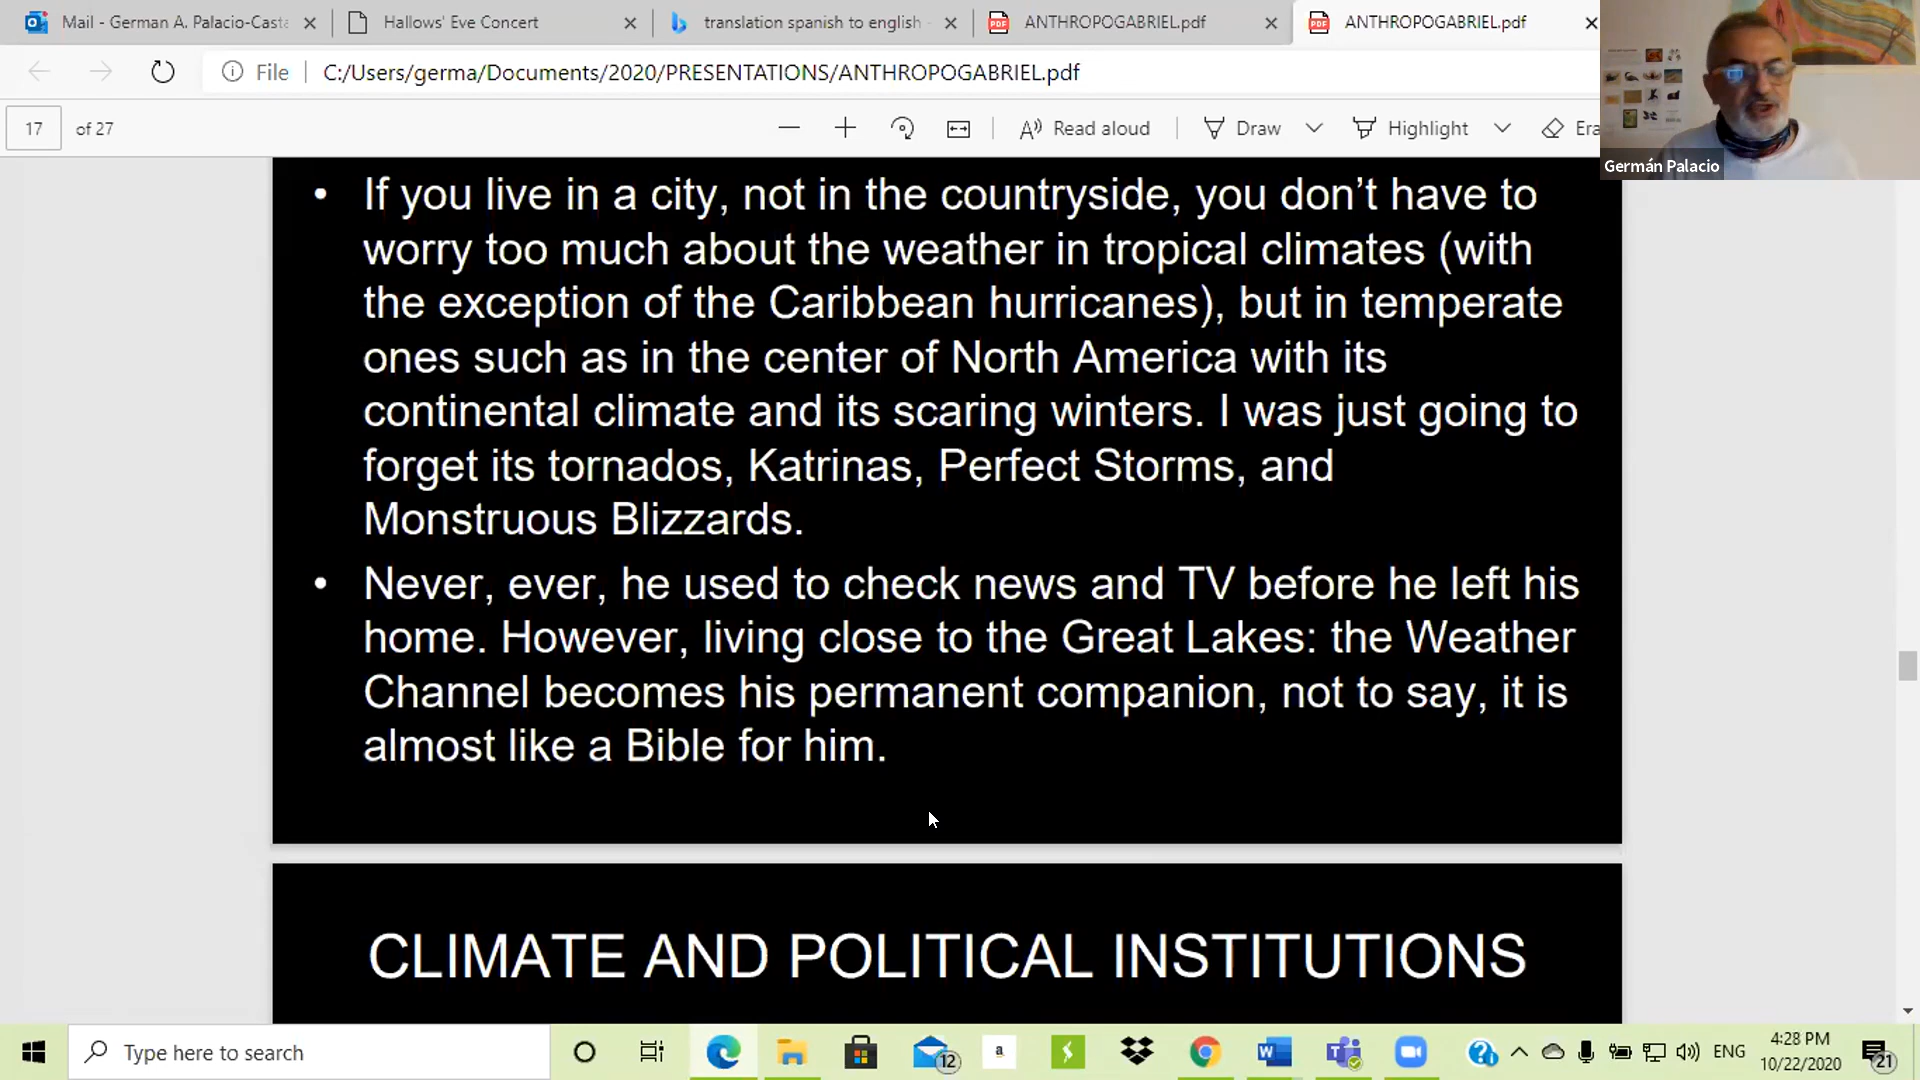 Mail - German A. Palacio-Casta
Hallows' Eve Concert
translation spanish to english -
ANTHROPOGABRIEL.pdf
ANTHROPOGABRIEL.pdf
File
C:/Users/germa/Documents/2020/PRESENTATIONS/ANTHROPOGABRIEL.pdf
17 of 27
Read aloud
Draw
Highlight
Era
Germán Palacio
• If you live in a city, not in the countryside, you don't have to
worry too much about the weather in tropical climates (with
the exception of the Caribbean hurricanes), but in temperate
ones such as in the center of North America with its
continental climate and its scaring winters. I was just going to
forget its tornados, Katrinas, Perfect Storms, and
Monstruous Blizzards.
• Never, ever, he used to check news and TV before he left his
home. However, living close to the Great Lakes: the Weather
Channel becomes his permanent companion, not to say, it is
almost like a Bible for him.
CLIMATE AND POLITICAL INSTITUTIONS
Type here to search
12
a
ENG
4:28 PM
10/22/2020
21